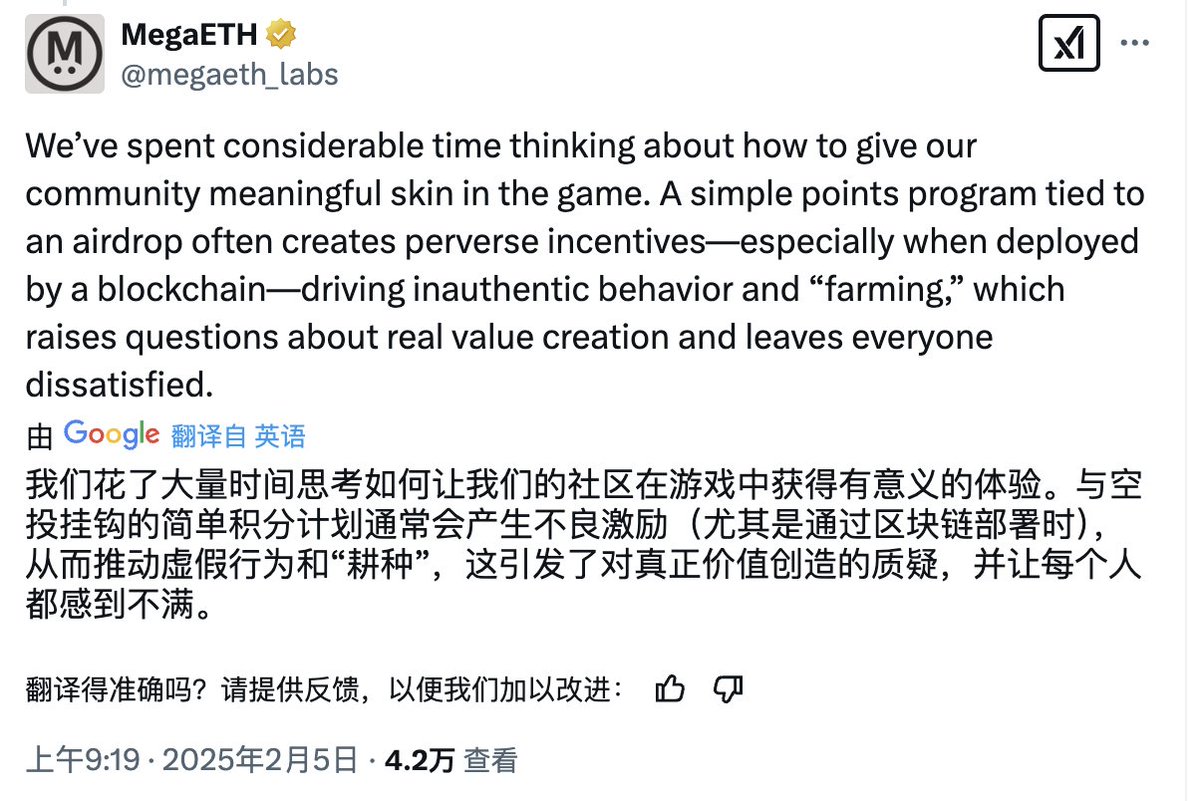 MegaETH
@megaeth_labs
We’ve spent considerable time thinking about how to give our
community meaningful skin in the game. A simple points program tied to
an airdrop often creates perverse incentives—especially when deployed
by a blockchain—driving inauthentic behavior and “farming,” which
raises questions about real value creation and leaves everyone
dissatisfied.
由 Google 翻译自 英语
我们花了大量时间思考如何让我们的社区在游戏中获得有意义的体验。与空
投挂钩的简单积分计划通常会产生不良激励（尤其是通过区块链部署时），
从而推动虚假行为和“耕种”，这引发了对真正价值创造的质疑，并让每个人
都感到不满。
翻译得准确吗？请提供反馈，以便我们加以改进：
上午9:19 · 2025年2月5日 · 4.2万 查看